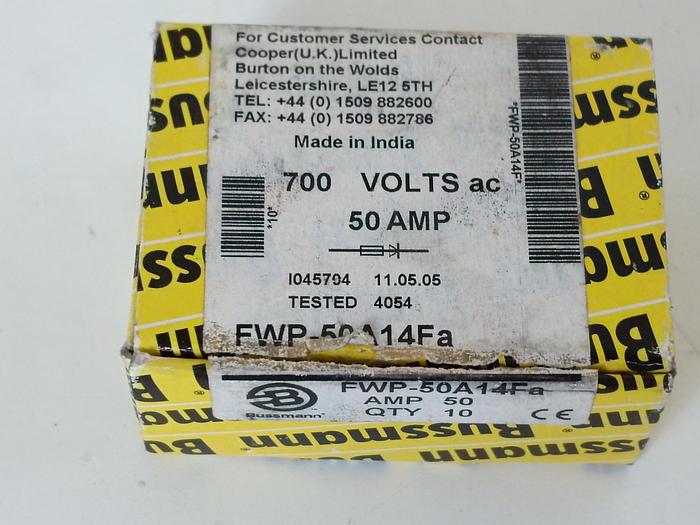 For Customer Services Contact
Cooper(U.K.)Limited
Burton on the Wolds
Leicestershire, LE12 5TH
TEL: +44 (0) 1509 882600
FAX: +44 (0) 1509 882786
Made in India
*FWP-50A14F*
*10*
700 VOLTS ac
50 AMP
I045794 11.05.05
TESTED 4054
FWP-50A14Fa
FWP-50A14Fa
AMP 50
QTY 10
CE
Bussmann
Bussmann
Bussmann